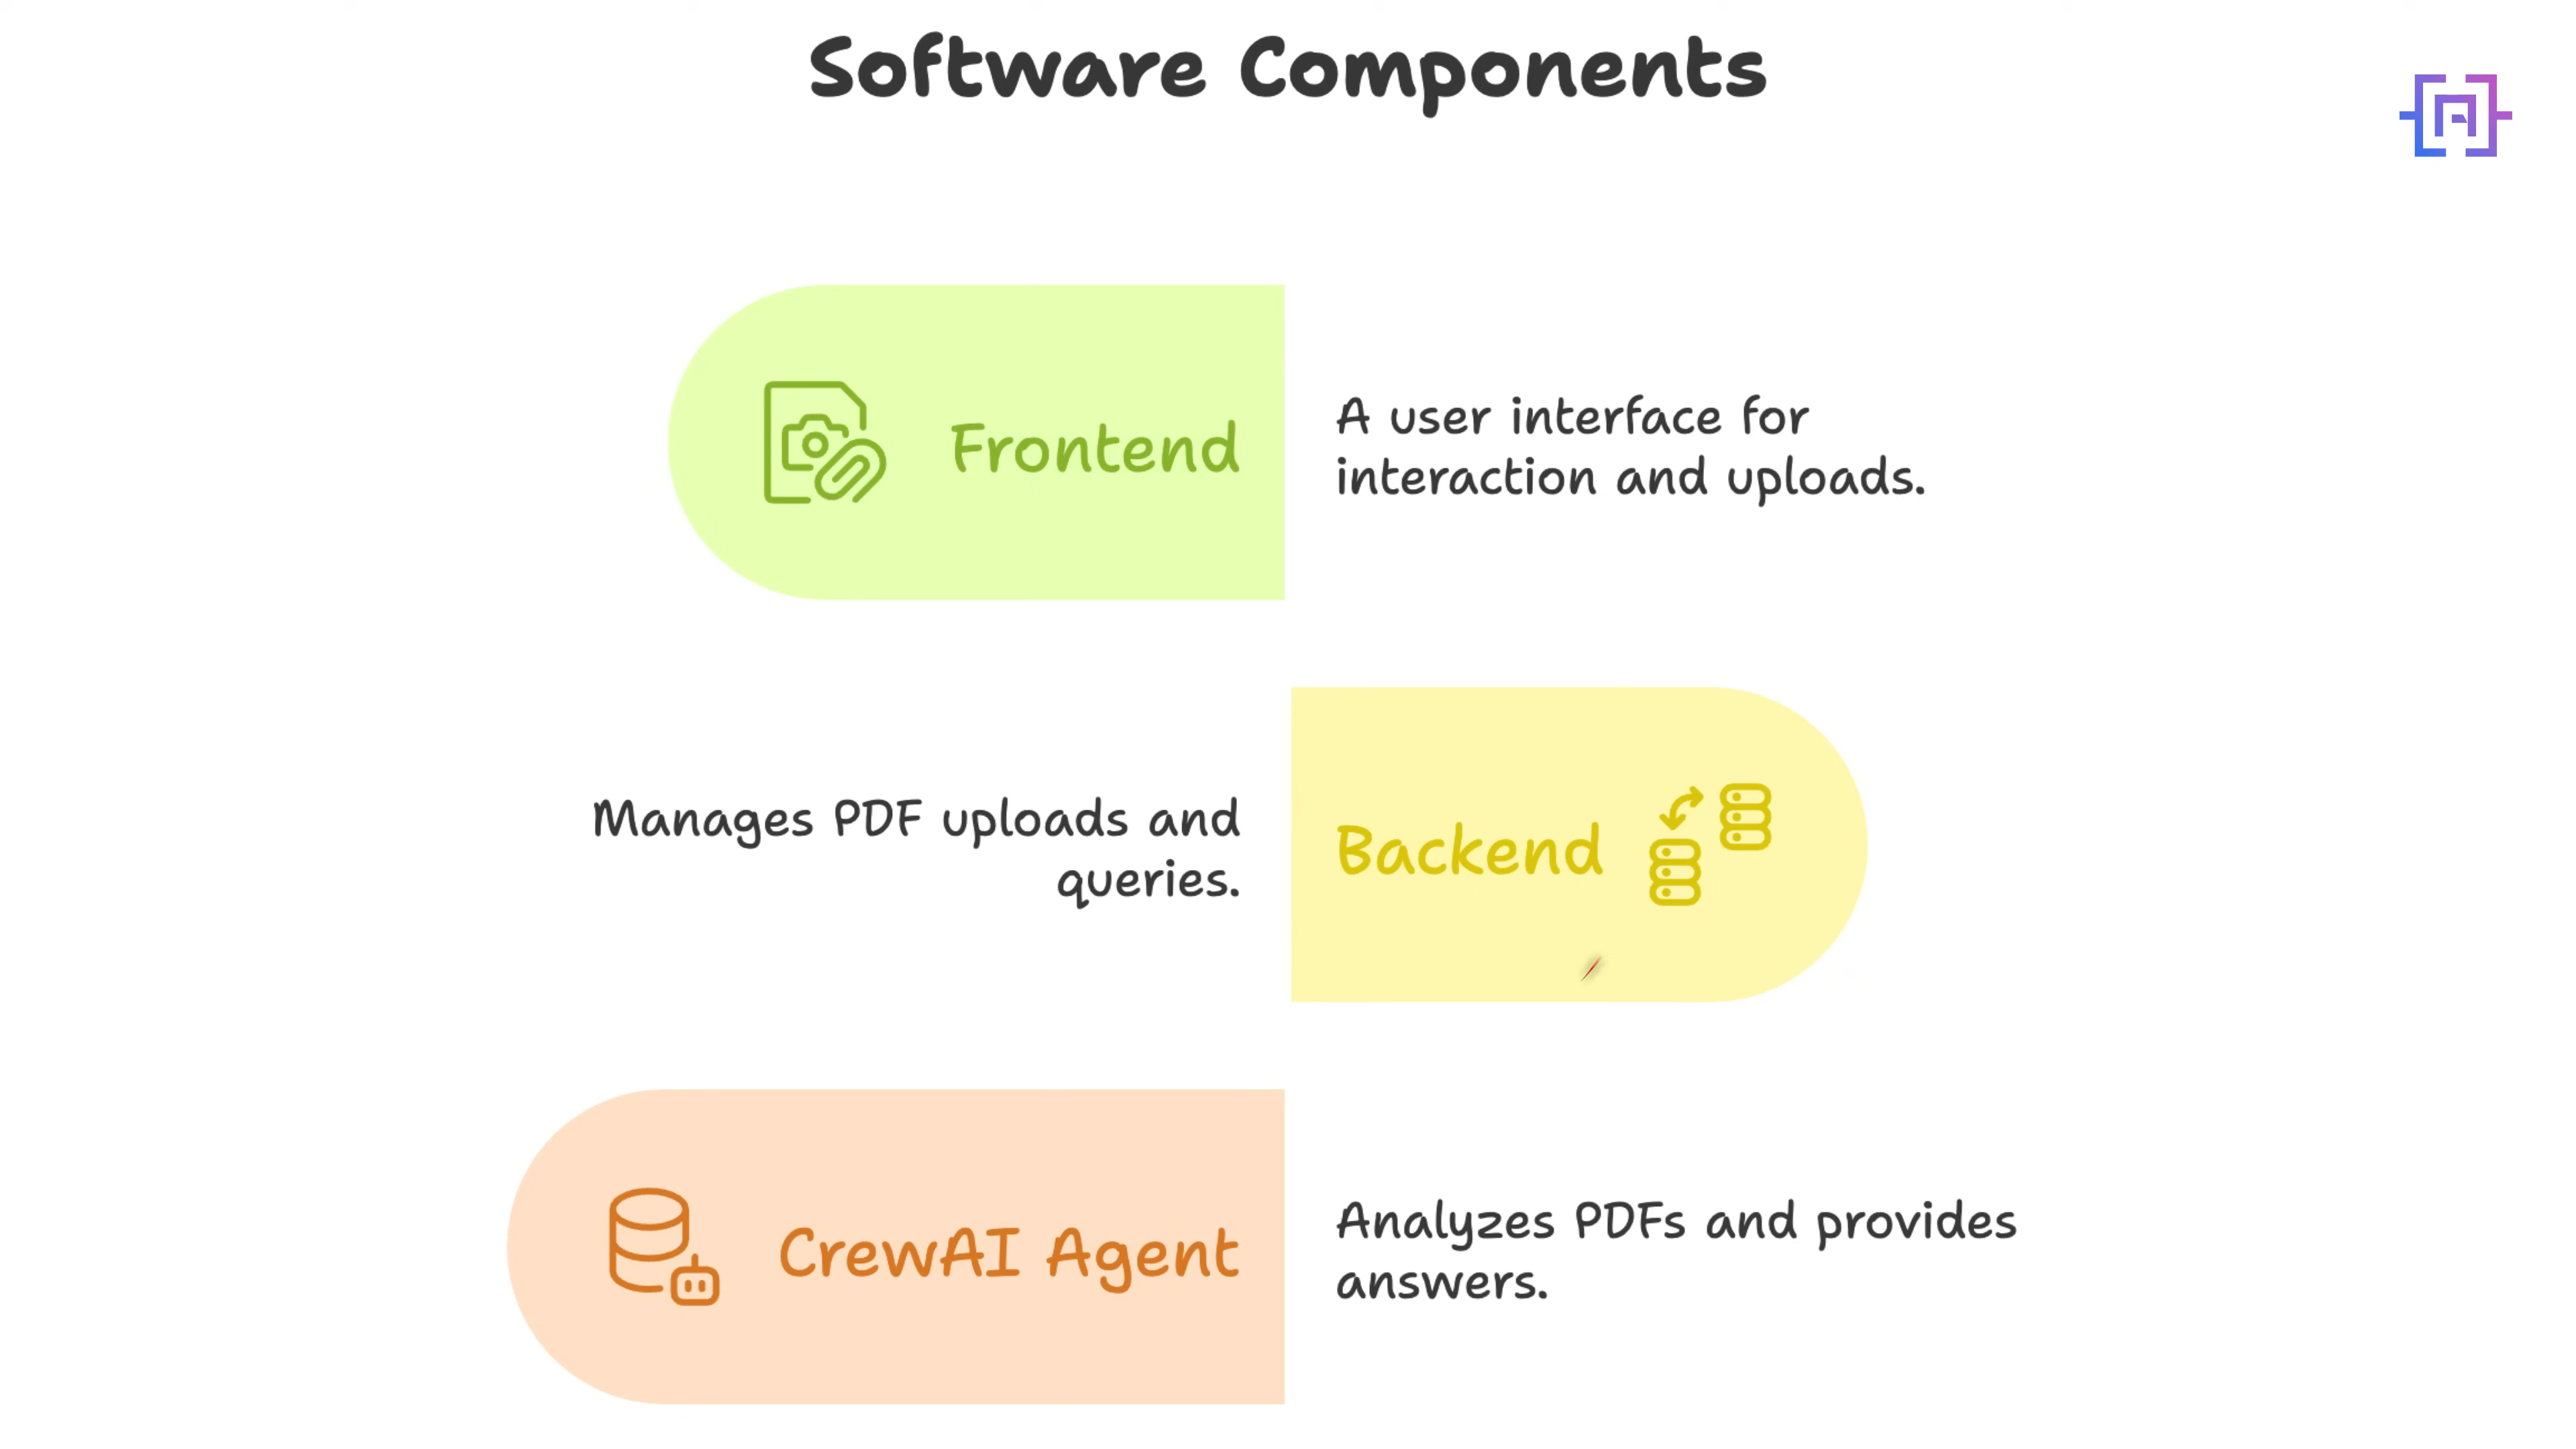 Software Components
Frontend
A user interface for
interaction and uploads.
Manages PDF uploads and
queries.
Backend
CrewAI Agent
Analyzes PDFs and provides
answers.